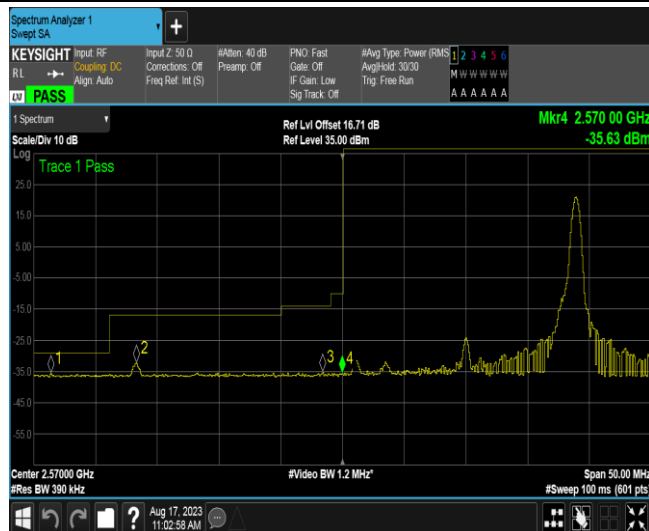 Spectrum Analyzer 1
Swept SA
+
KEYSIGHT
Input: RF
Coupling: DC
Align: Auto
Input Z: 50 Ω
Corrections: Off
Freq Ref: Int (S)
#Atten: 40 dB
Preamp: Off
PNO: Fast
Gate: Off
IF Gain: Low
Sig Track: Off
#Avg Type: Power (RMS
Avg|Hold: 30/30
Trig: Free Run
1 2 3 4 5 6
M W W W W W
A A A A A A
R L
LXI PASS
1 Spectrum
Scale/Div 10 dB
Ref Lvl Offset 16.71 dB
Ref Level 35.00 dBm
Mkr4 2.570 00 GHz
-35.63 dBm
Log
Trace 1 Pass
25.0
15.0
5.00
-5.00
-15.0
-25.0
-35.0
-45.0
-55.0
1
2
3
4
Center 2.57000 GHz
#Res BW 390 kHz
#Video BW 1.2 MHz*
Span 50.00 MHz
#Sweep 100 ms (601 pts)
?
Aug 17, 2023
11:02:58 AM